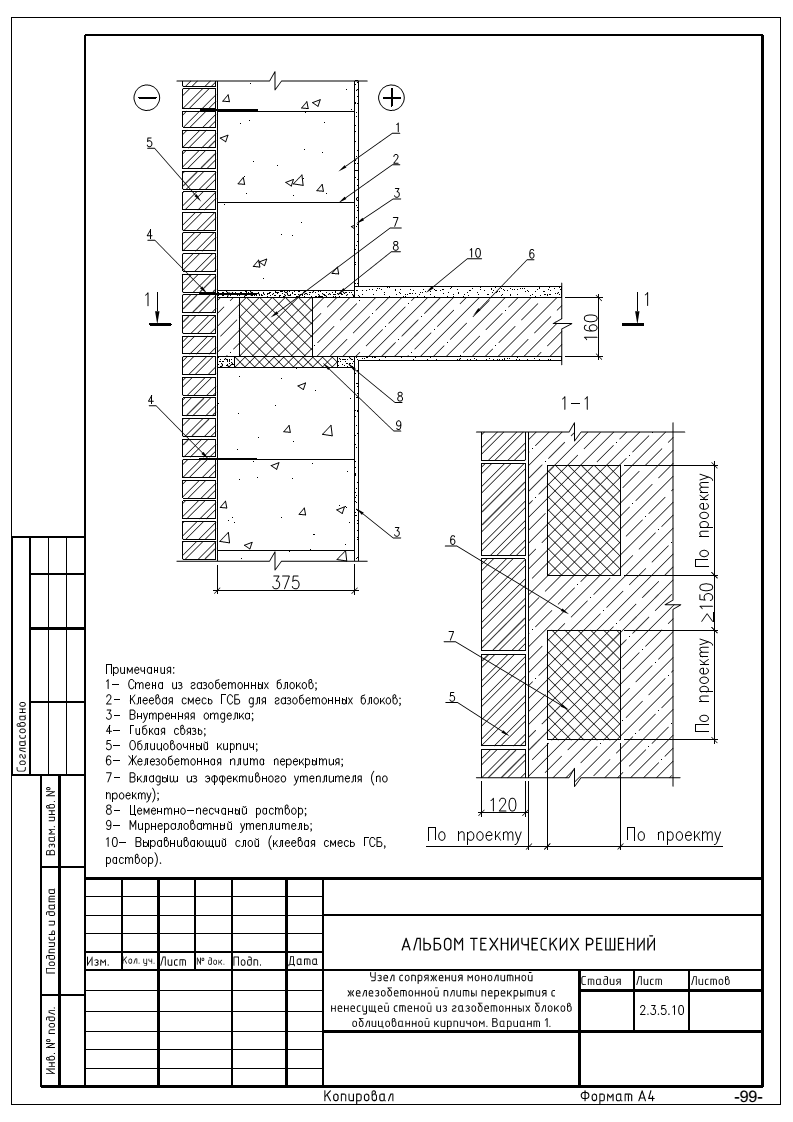 1
2
3
7
8
10
6
5
4
1
1
160
8
9
4
3
375
1-1
По проекту
≥150
По проекту
6
7
5
120
По проекту
По проекту
Примечания:
1– Стена из газобетонных блоков;
2– Клеевая смесь ГСБ для газобетонных блоков;
3– Внутренняя отделка;
4– Гибкая связь;
5– Облицовочный кирпич;
6– Железобетонная плита перекрытия;
7– Вкладыш из эффективного утеплителя (по
проекту);
8– Цементно-песчаный раствор;
9– Мирнераловатный утеплитель;
10– Выравнивающий слой (клеевая смесь ГСБ,
раствор).
Согласовано
Взам. инв. №
Подпись и дата
Инв. № подл.
АЛЬБОМ ТЕХНИЧЕСКИХ РЕШЕНИЙ
Изм. Кол. уч. Лист № док. Подп. Дата
Узел сопряжения монолитной
железобетонной плиты перекрытия с
ненесущей стеной из газобетонных блоков
облицованной кирпичом. Вариант 1.
Стадия Лист Листов
2.3.5.10
Копировал Формат А4 -99-